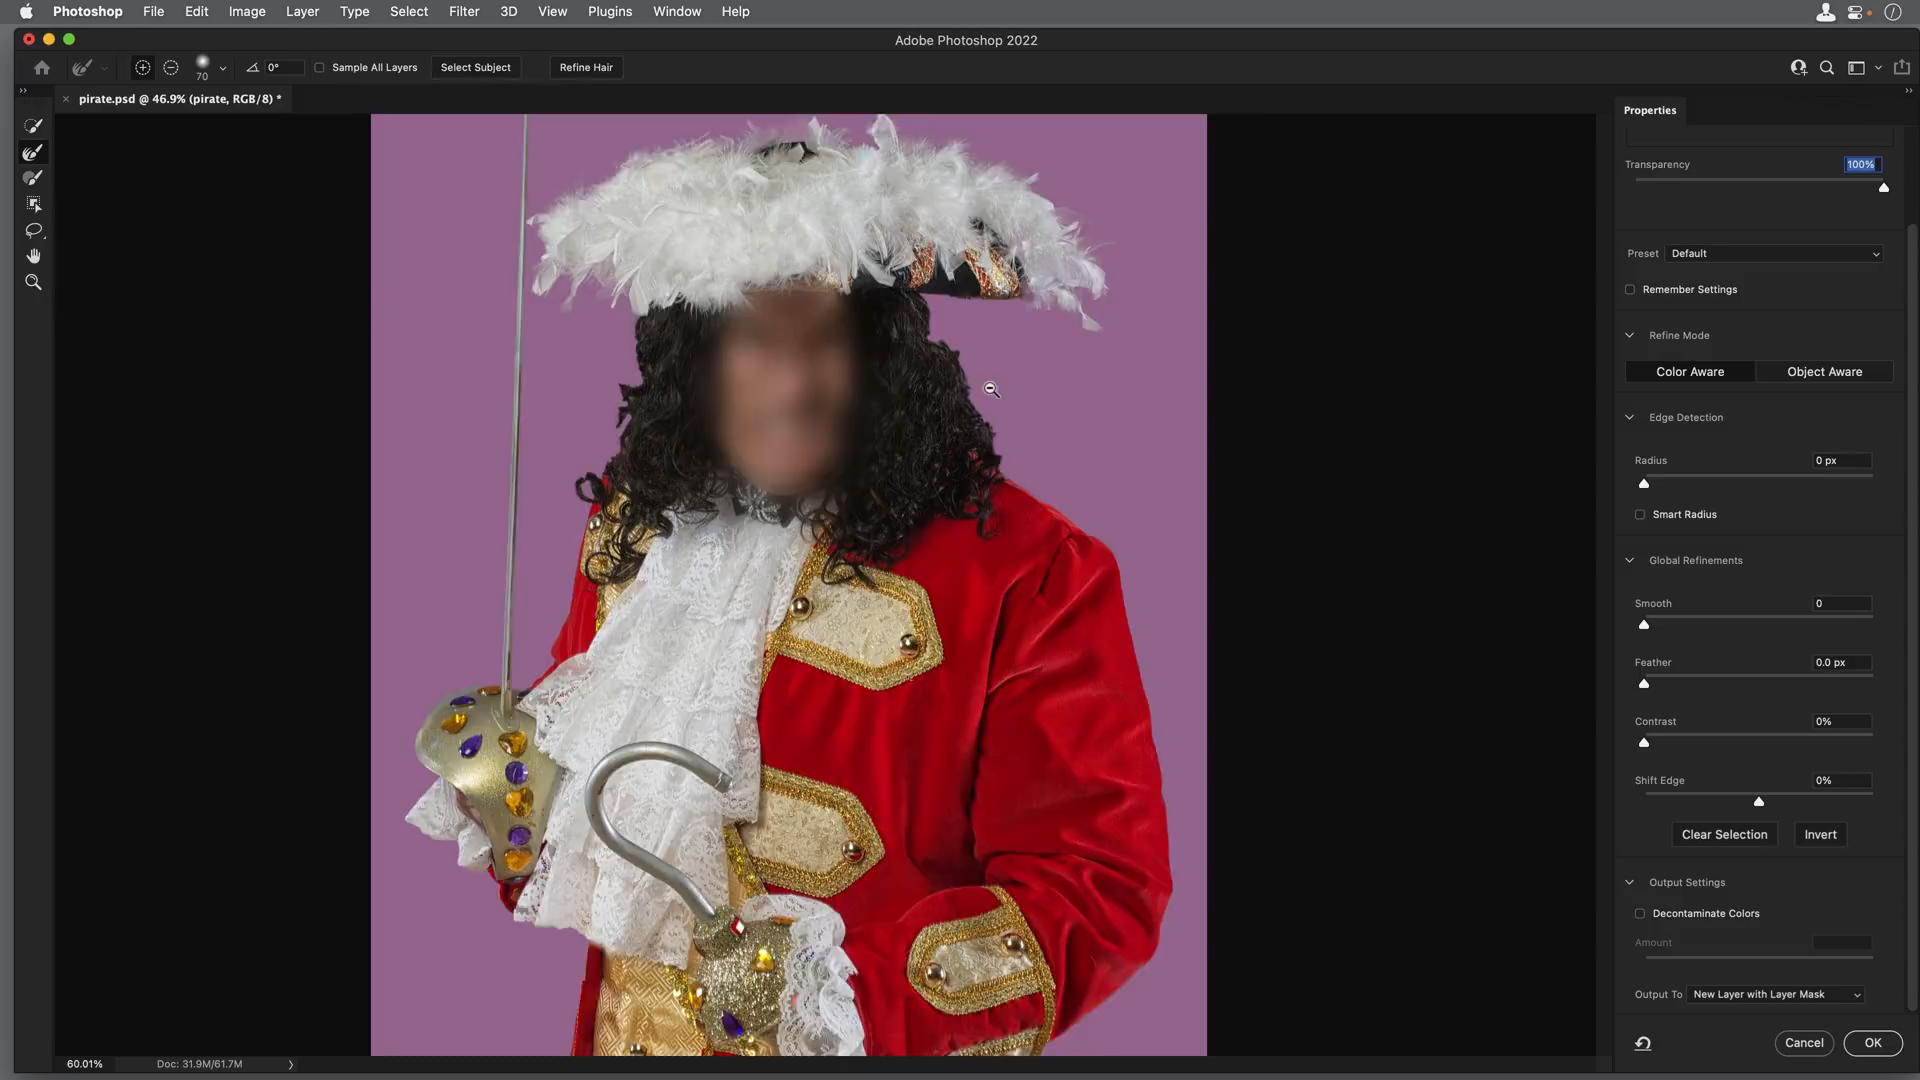 Photoshop File Edit Image Layer Type Select Filter 3D View Plugins Window Help
Adobe Photoshop 2022
70 0° Sample All Layers Select Subject Refine Hair
pirate.psd @ 46.9% (pirate, RGB/8) *
Properties
Transparency 100%
Preset Default
Remember Settings
Refine Mode
Color Aware Object Aware
Edge Detection
Radius 0 px
Smart Radius
Global Refinements
Smooth 0
Feather 0.0 px
Contrast 0%
Shift Edge 0%
Clear Selection Invert
Output Settings
Decontaminate Colors
Amount
Output To New Layer with Layer Mask
Cancel OK
60.01% Doc: 31.9M/61.7M